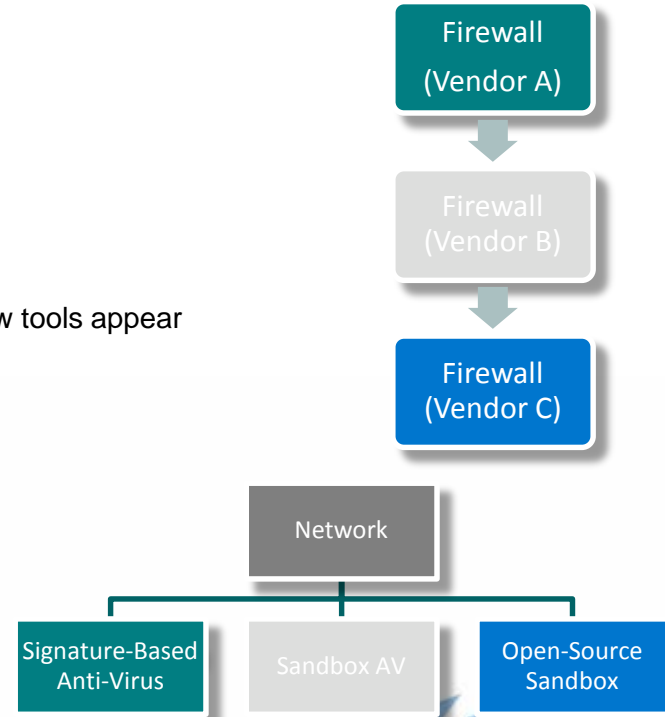 Firewall
(Vendor A)
Firewall
(Vendor B)
tools appear
Firewall
(Vendor C)
Network
Signature-Based
Anti-Virus
Sandbox AV
Open-Source
Sandbox